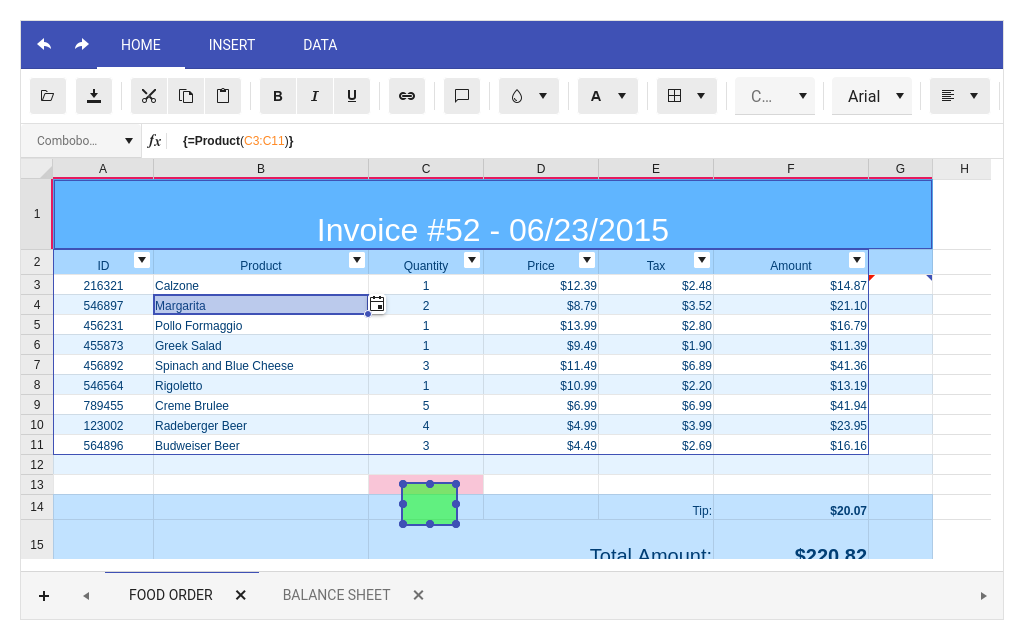 HOME INSERT DATA
B I U A C... Arial
Combobo... fx {=Product(C3:C11)}
A B C D E F G H
1 Invoice #52 - 06/23/2015
2 ID Product Quantity Price Tax Amount
3 216321 Calzone 1 $12.39 $2.48 $14.87
4 546897 Margarita 2 $8.79 $3.52 $21.10
5 456231 Pollo Formaggio 1 $13.99 $2.80 $16.79
6 455873 Greek Salad 1 $9.49 $1.90 $11.39
7 456892 Spinach and Blue Cheese 3 $11.49 $6.89 $41.36
8 546564 Rigoletto 1 $10.99 $2.20 $13.19
9 789455 Creme Brulee 5 $6.99 $6.99 $41.94
10 123002 Radeberger Beer 4 $4.99 $3.99 $23.95
11 564896 Budweiser Beer 3 $4.49 $2.69 $16.16
12
13
14 Tip: $20.07
15 Total Amount: $220.82
FOOD ORDER BALANCE SHEET